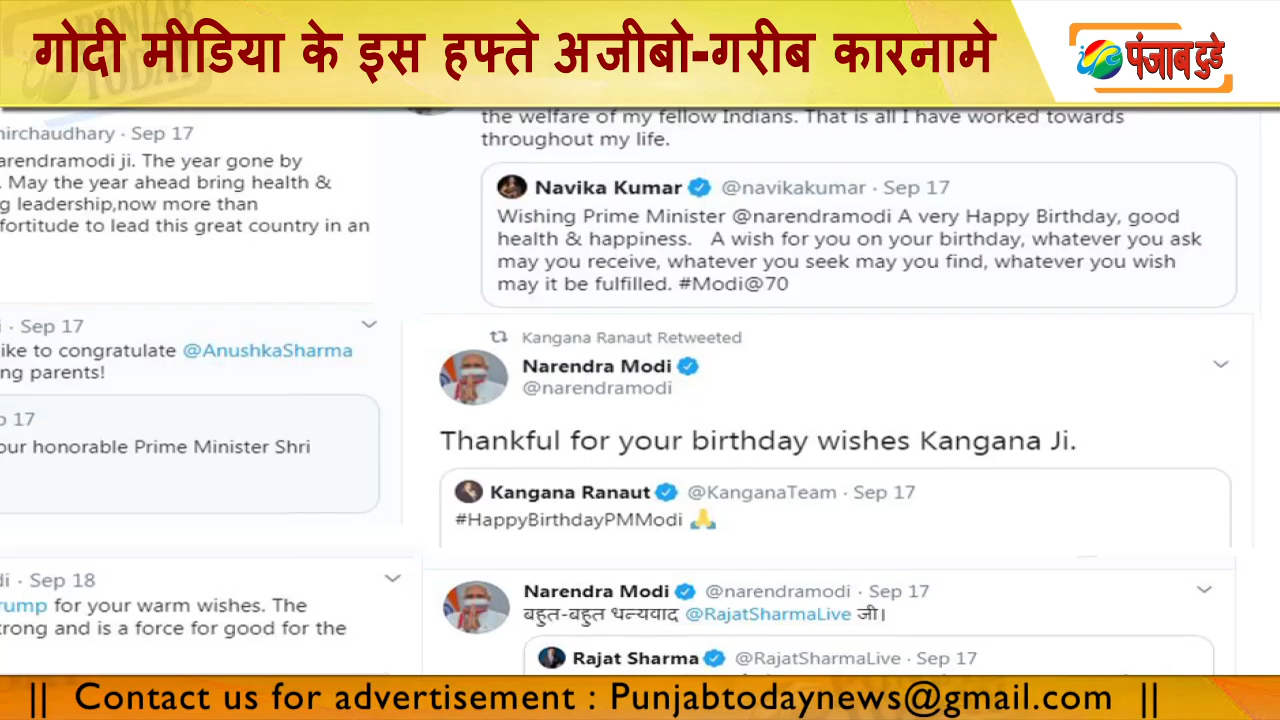 गोदी मीडिया के इस हफ्ते अजीबो-गरीब कारनामे
पंजाब टुडे
hirchaudhary · Sep 17
arendramodi ji. The year gone by
. May the year ahead bring health &
g leadership,now more than
fortitude to lead this great country in an
· Sep 17
ike to congratulate @AnushkaSharma
ng parents!
17
our honorable Prime Minister Shri
di · Sep 18
rump for your warm wishes. The
trong and is a force for good for the
the welfare of my fellow Indians. That is all I have worked towards
throughout my life.
Navika Kumar @navikakumar · Sep 17
Wishing Prime Minister @narendramodi A very Happy Birthday, good
health & happiness. A wish for you on your birthday, whatever you ask
may you receive, whatever you seek may you find, whatever you wish
may it be fulfilled. #Modi@70
Kangana Ranaut Retweeted
Narendra Modi
@narendramodi
Thankful for your birthday wishes Kangana Ji.
Kangana Ranaut @KanganaTeam · Sep 17
#HappyBirthdayPMModi 🙏
Narendra Modi @narendramodi · Sep 17
बहुत-बहुत धन्यवाद @RajatSharmaLive जी।
Rajat Sharma @RajatSharmaLive · Sep 17
|| Contact us for advertisement : Punjabtodaynews@gmail.com ||